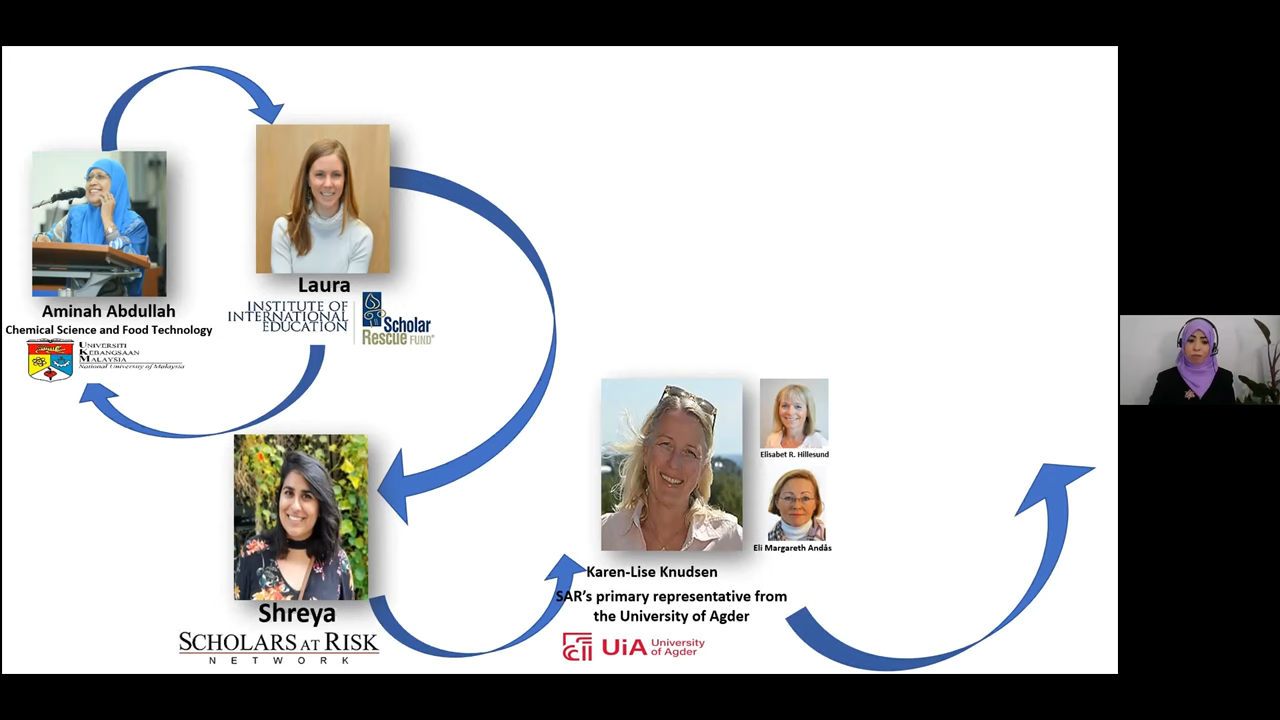 Aminah Abdullah
Chemical Science and Food Technology
UNIVERSITI
KEBANGSAAN
MALAYSIA
National University of Malaysia
Laura
INSTITUTE OF
INTERNATIONAL
EDUCATION
Scholar
Rescue FUND
Shreya
SCHOLARS AT RISK
NETWORK
Karen-Lise Knudsen
SAR's primary representative from
the University of Agder
UiA University
of Agder
Elisabet R. Hillesund
Eli Margareth Andås